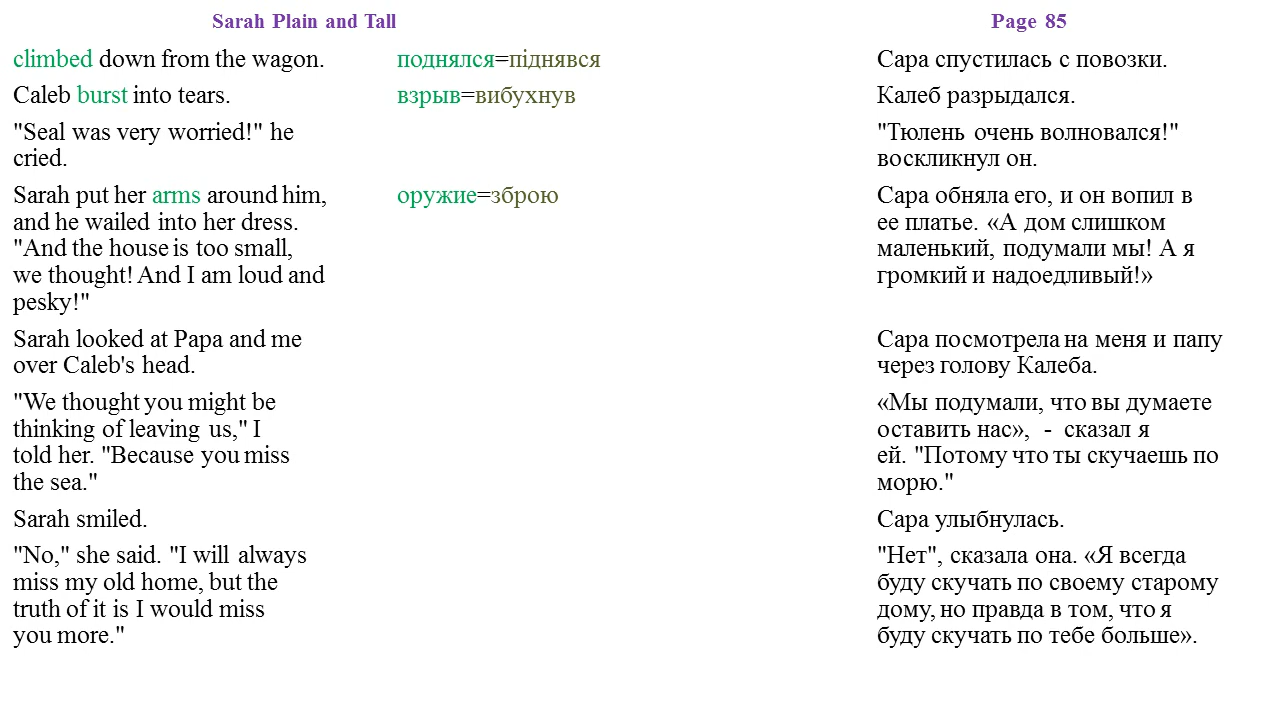 Sarah Plain and Tall
Page 85
climbed down from the wagon.
поднялся=піднявся
Сара спустилась с повозки.
Caleb burst into tears.
взрыв=вибухнув
Калеб разрыдался.
"Seal was very worried!" he
cried.
"Тюлень очень волновался!"
воскликнул он.
Sarah put her arms around him,
and he wailed into her dress.
"And the house is too small,
we thought! And I am loud and
pesky!"
оружие=зброю
Сара обняла его, и он вопил в
ее платье. «А дом слишком
маленький, подумали мы! А я
громкий и надоедливый!»
Sarah looked at Papa and me
over Caleb's head.
Сара посмотрела на меня и папу
через голову Калеба.
"We thought you might be
thinking of leaving us," I
told her. "Because you miss
the sea."
«Мы подумали, что вы думаете
оставить нас», - сказал я
ей. "Потому что ты скучаешь по
морю."
Sarah smiled.
Сара улыбнулась.
"No," she said. "I will always
miss my old home, but the
truth of it is I would miss
you more."
"Нет", сказала она. «Я всегда
буду скучать по своему старому
дому, но правда в том, что я
буду скучать по тебе больше».